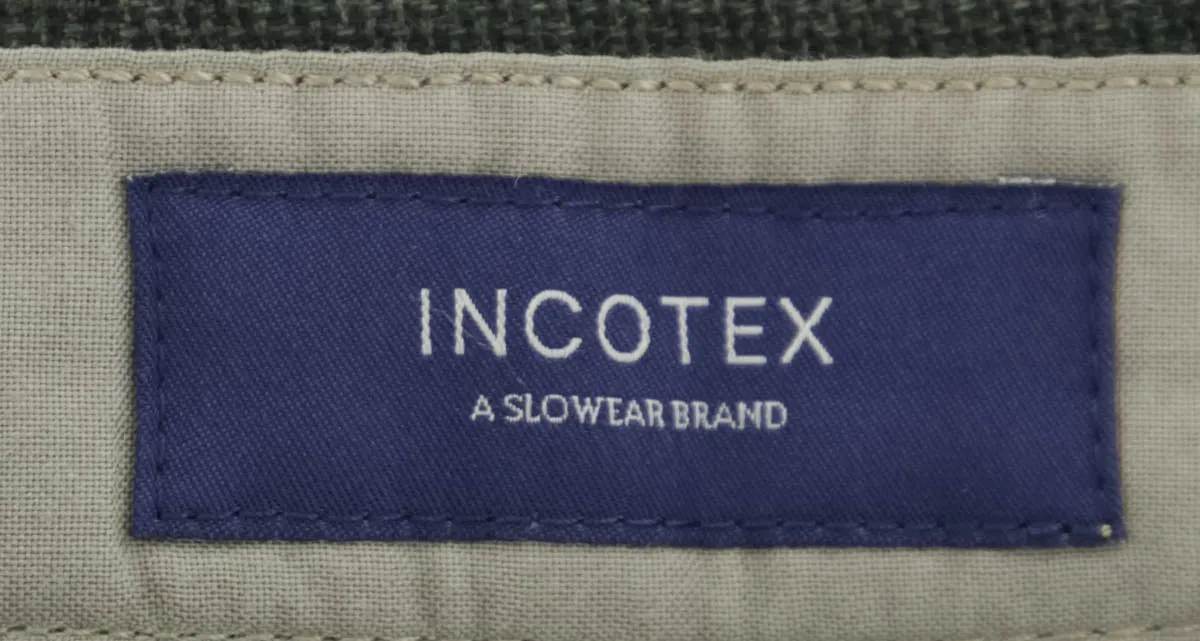 INCOTEX
A SLOWEAR BRAND